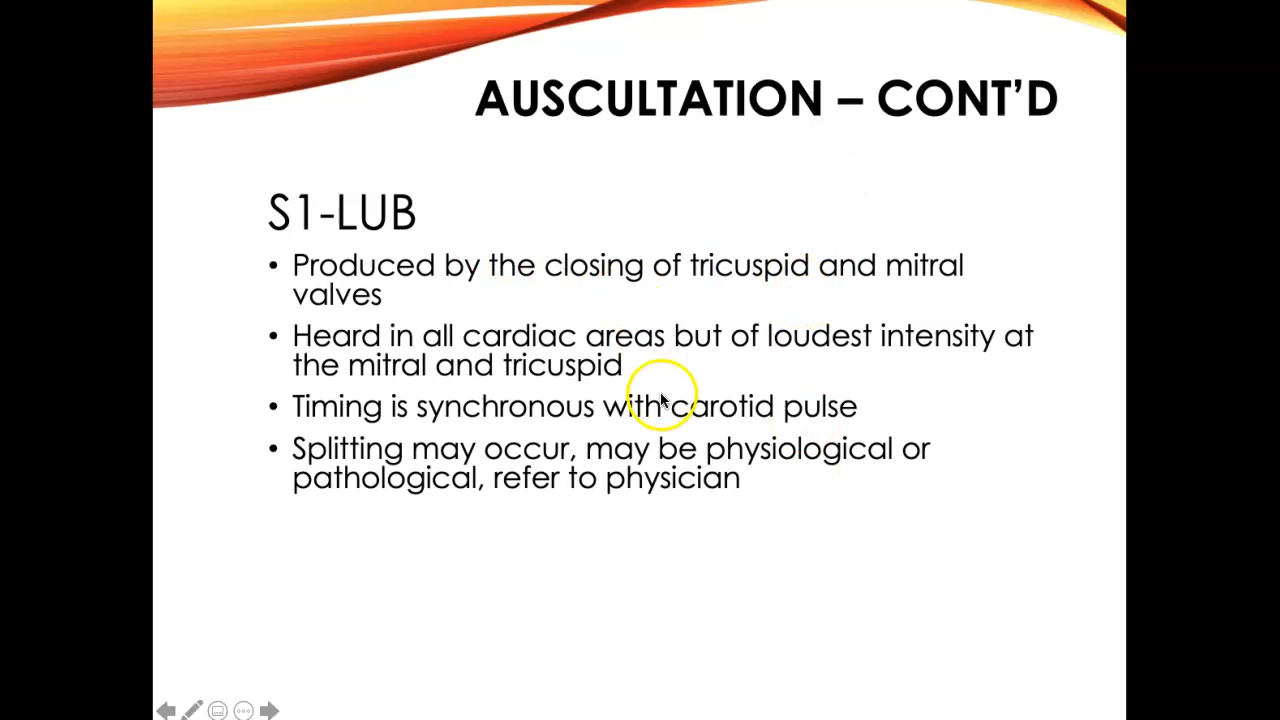 AUSCULTATION – CONT’D
S1-LUB
• Produced by the closing of tricuspid and mitral
valves
• Heard in all cardiac areas but of loudest intensity at
the mitral and tricuspid
• Timing is synchronous with carotid pulse
• Splitting may occur, may be physiological or
pathological, refer to physician